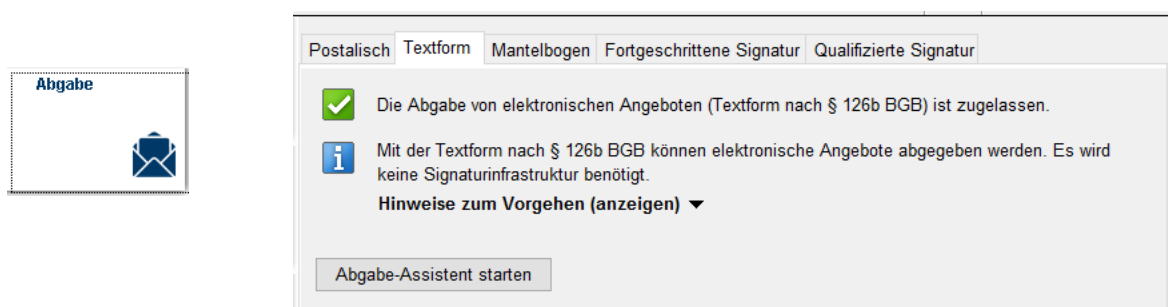 Abgabe
Postalisch Textform Mantelbogen Fortgeschrittene Signatur Qualifizierte Signatur
Die Abgabe von elektronischen Angeboten (Textform nach § 126b BGB) ist zugelassen.
Mit der Textform nach § 126b BGB können elektronische Angebote abgegeben werden. Es wird
keine Signaturinfrastruktur benötigt.
Hinweise zum Vorgehen (anzeigen)
Abgabe-Assistent starten